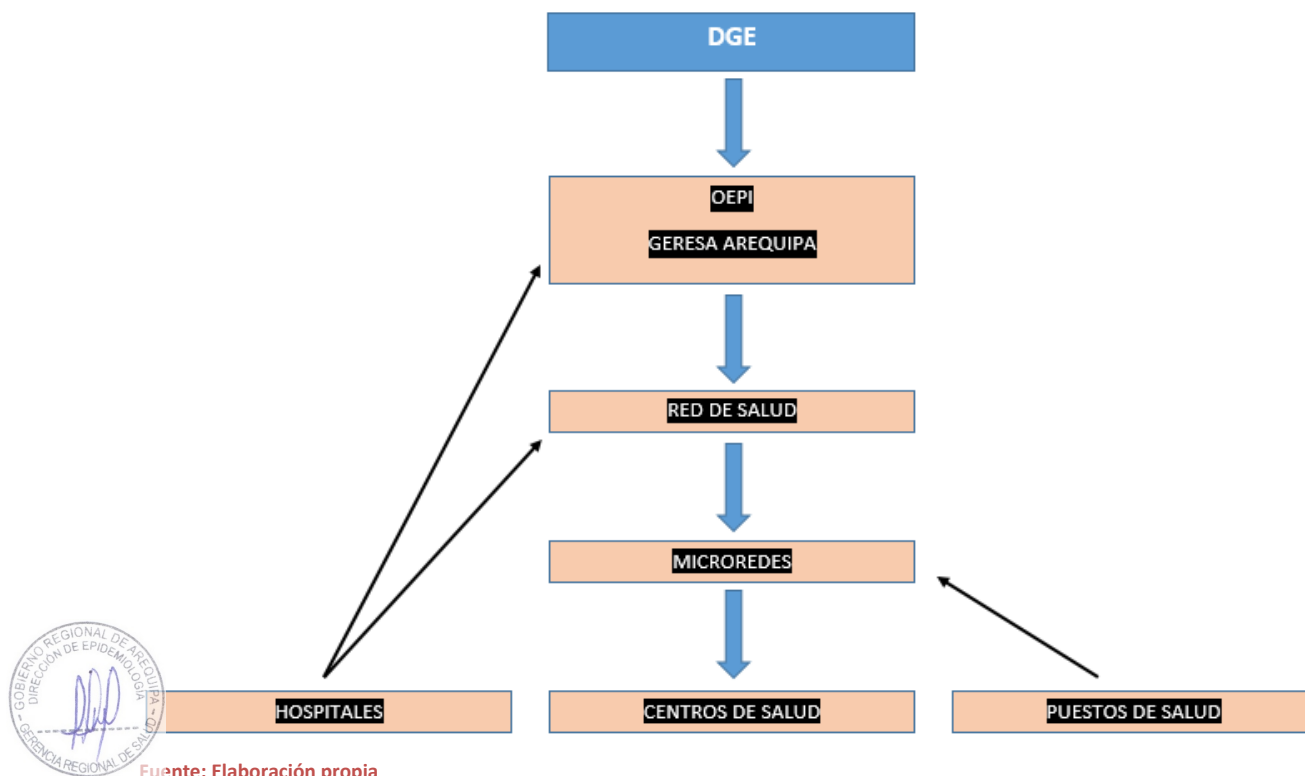 DGE
OEPI
GERESA AREQUIPA
RED DE SALUD
MICROREDES
HOSPITALES
CENTROS DE SALUD
PUESTOS DE SALUD
GOBIERNO REGIONAL DE AREQUIPA
DIRECCIÓN DE EPIDEMIOLOGÍA
GERENCIA REGIONAL DE SALUD
Fuente: Elaboración propia